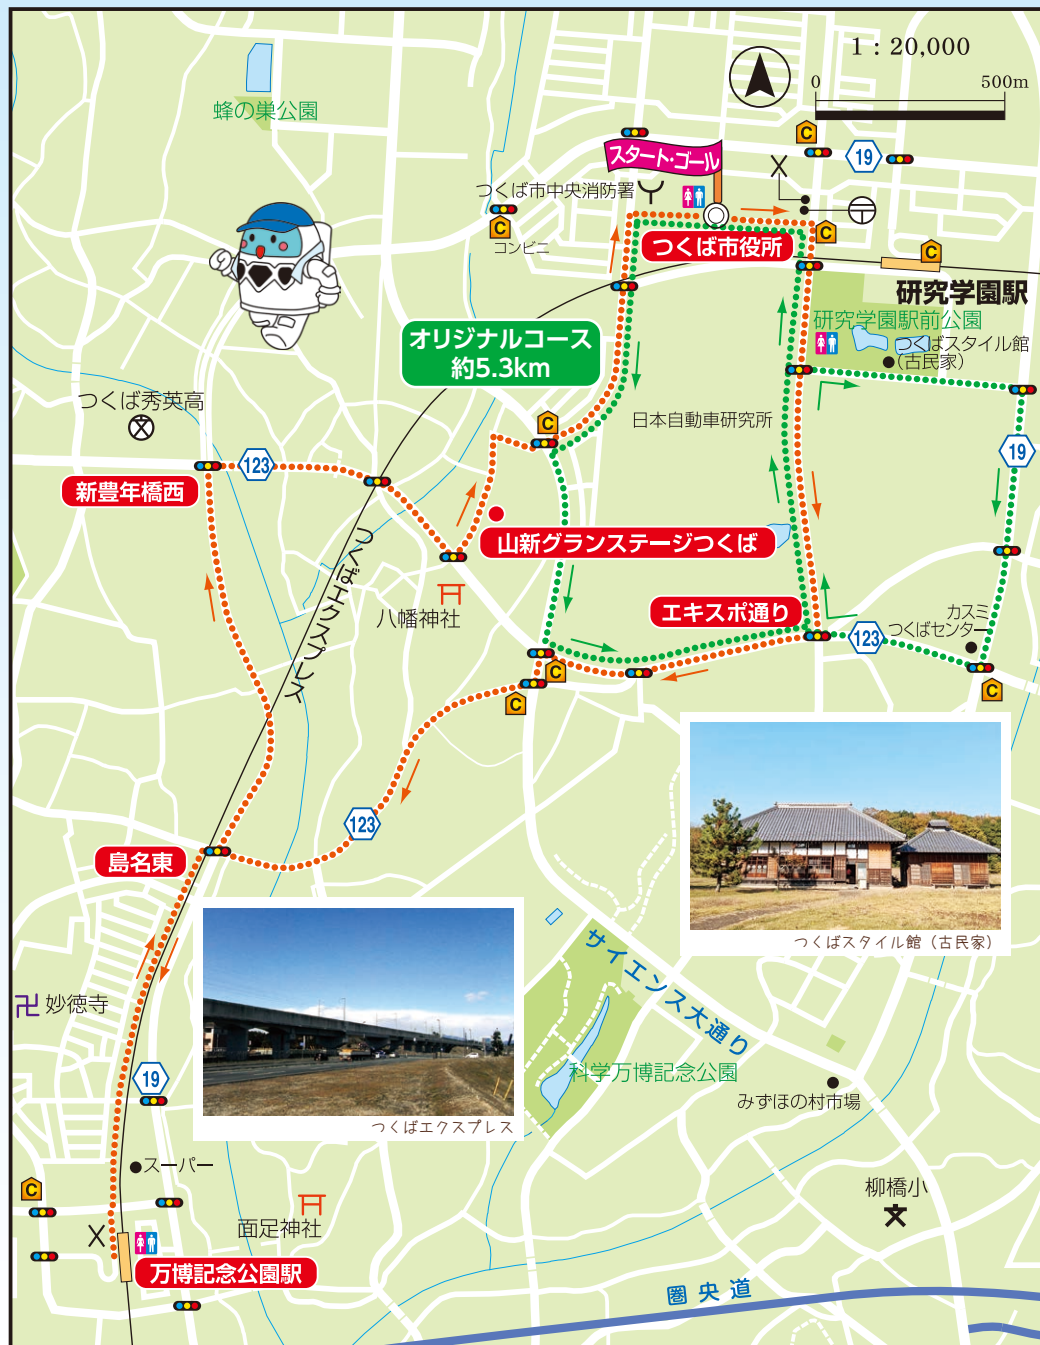 1：20,000
0 500m
蜂の巣公園
C
19
スタート・ゴール
つくば市中央消防署
C
コンビニ
つくば市役所
C
C
研究学園駅
研究学園駅前公園
つくばスタイル館
(古民家)
オリジナルコース
約5.3km
つくば秀英高
C
日本自動車研究所
123
19
新豊年橋西
山新グランステージつくば
つくばエクスプレス
八幡神社
エキスポ通り
カスミ
つくばセンター
123
C
C
C
123
島名東
つくばスタイル館（古民家）
サイエンス大通り
妙徳寺
科学万博記念公園
19
みずほの村市場
つくばエクスプレス
スーパー
C
柳橋小
面足神社
万博記念公園駅
圏央道